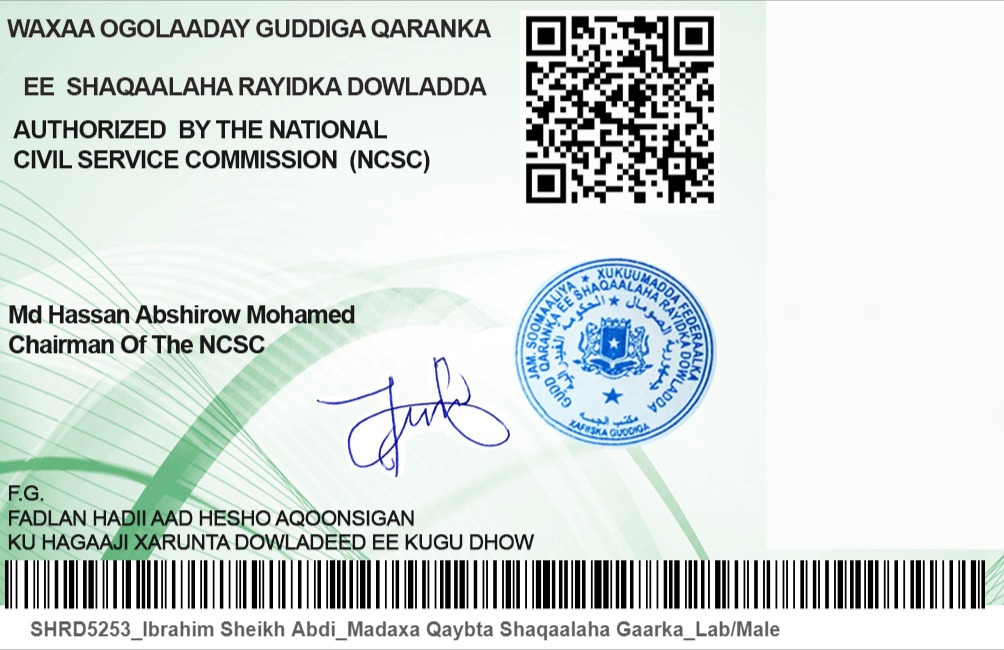 WAXAA OGOLAADAY GUDDIGA QARANKA
EE SHAQAALAHA RAYIDKA DOWLADDA
AUTHORIZED BY THE NATIONAL
CIVIL SERVICE COMMISSION (NCSC)
Md Hassan Abshirow Mohamed
Chairman Of The NCSC
JAM. SOOMAALIYA ★ XUKUUMADDA FEDERAALKA
GUDD QARANKA EE SHAQAALAHA RAYIDKA DOWLADDA
XAFIISKA GUDDIGA
F.G.
FADLAN HADII AAD HESHO AQOONSIGAN
KU HAGAAJI XARUNTA DOWLADEED EE KUGU DHOW
SHRD5253_Ibrahim Sheikh Abdi_Madaxa Qaybta Shaqaalaha Gaarka_Lab/Male